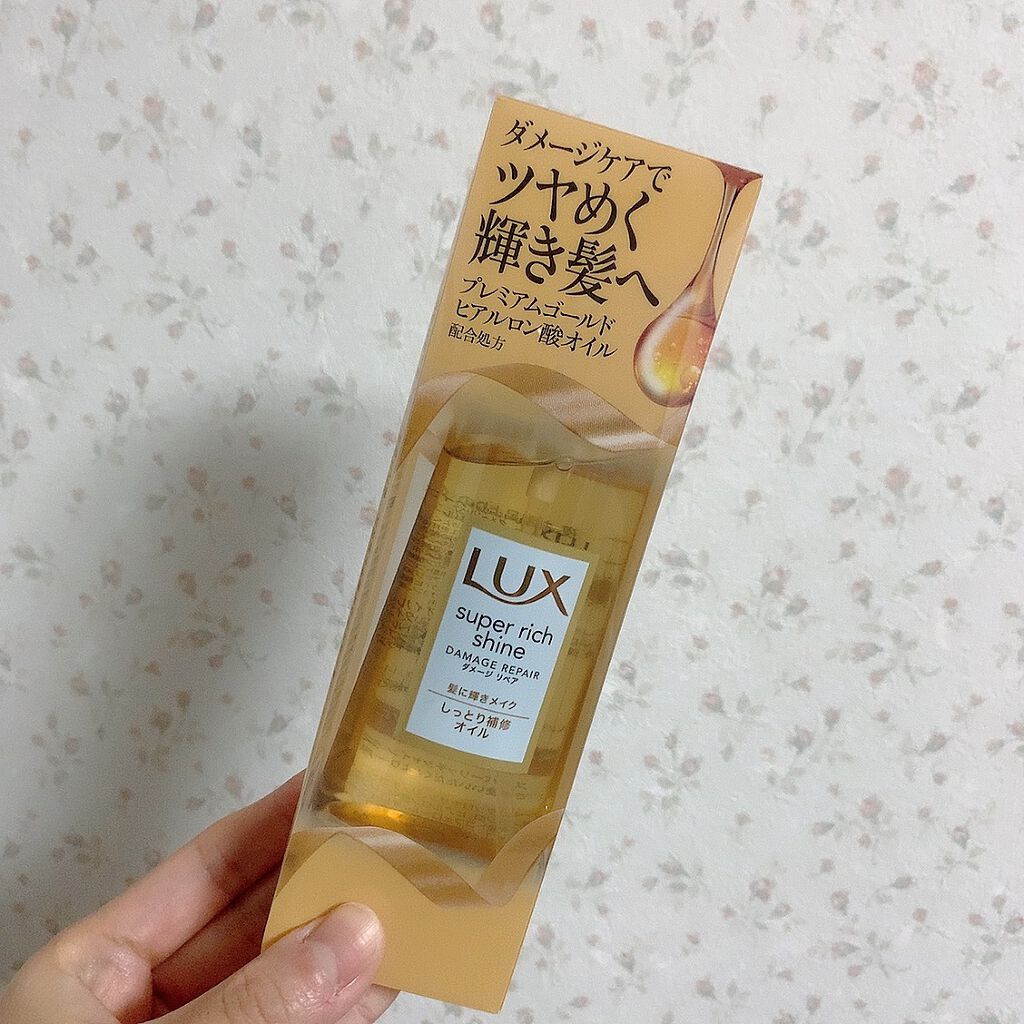 ダメージケアで
ツヤめく
輝き髪へ
プレミアムゴールド
ヒアルロン酸オイル
配合処方
LUX
super rich
shine
DAMAGE REPAIR
ダメージ リペア
髪に輝きメイク
しっとり補修
オイル